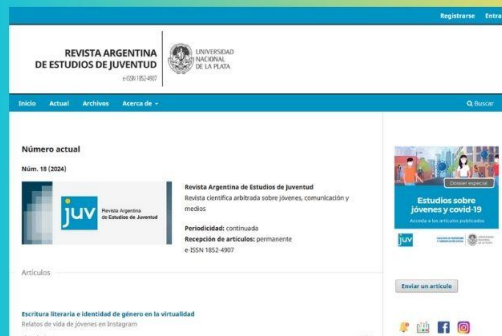 Registrarse Entra
REVISTA ARGENTINA
DE ESTUDIOS DE JUVENTUD
e-ISSN 1852-4907
UNIVERSIDAD
NACIONAL
DE LA PLATA
Inicio Actual Archivos Acerca de
Buscar
Número actual
Núm. 18 (2024)
juv
Revista Argentina
de Estudios de Juventud
Revista Argentina de Estudios de Juventud
Revista científica arbitrada sobre jóvenes, comunicación y
medios
Periodicidad: continuada
Recepción de artículos: permanente
e-ISSN 1852-4907
Dossier especial
Estudios sobre
jóvenes y covid-19
Acceda a los artículos publicados
juv
Enviar un artículo
Artículos
Escritura literaria e identidad de género en la virtualidad
Relatos de vida de jóvenes en Instagram